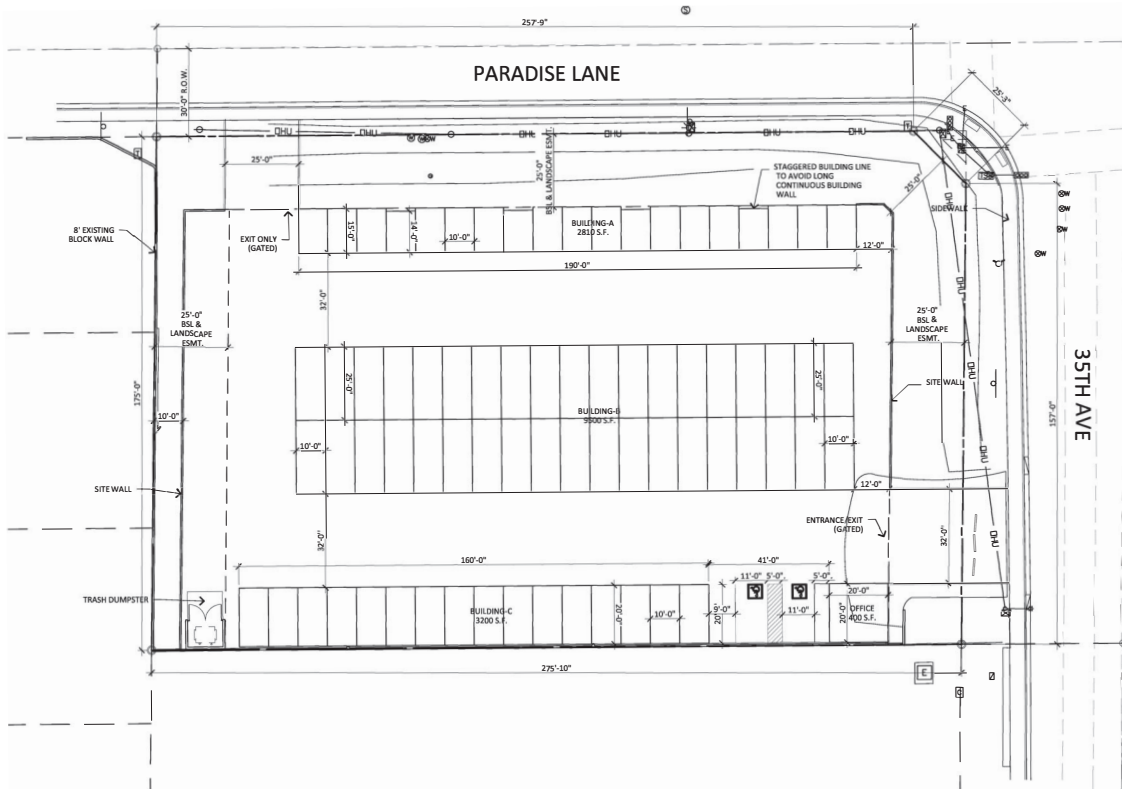 257'-9"
PARADISE LANE
30'-0" R.O.W.
25'-3"
25'-0"
25'-0"
BSL & LANDSCAPE ESMT.
25'-0"
STAGGERED BUILDING LINE
TO AVOID LONG
CONTINUOUS BUILDING
WALL
SIDEWALK
8' EXISTING
BLOCK WALL
EXIT ONLY
(GATED)
15'-0"
14'-0"
10'-0"
BUILDING-A
2810 S.F.
12'-0"
190'-0"
32'-0"
25'-0"
BSL &
LANDSCAPE
ESMT.
25'-0"
BSL &
LANDSCAPE
ESMT.
175'-0"
10'-0"
25'-0"
25'-0"
BUILDING-B
9500 S.F.
10'-0"
10'-0"
SITE WALL
35TH AVE
157'-0"
SITE WALL
12'-0"
ENTRANCE/EXIT
(GATED)
32'-0"
32'-0"
160'-0"
41'-0"
11'-0"
5'-0"
5'-0"
TRASH DUMPSTER
BUILDING-C
3200 S.F.
20'-0"
10'-0"
20'-0"
9'-0"
11'-0"
20'-0"
20'-0"
OFFICE
400 S.F.
275'-10"
E